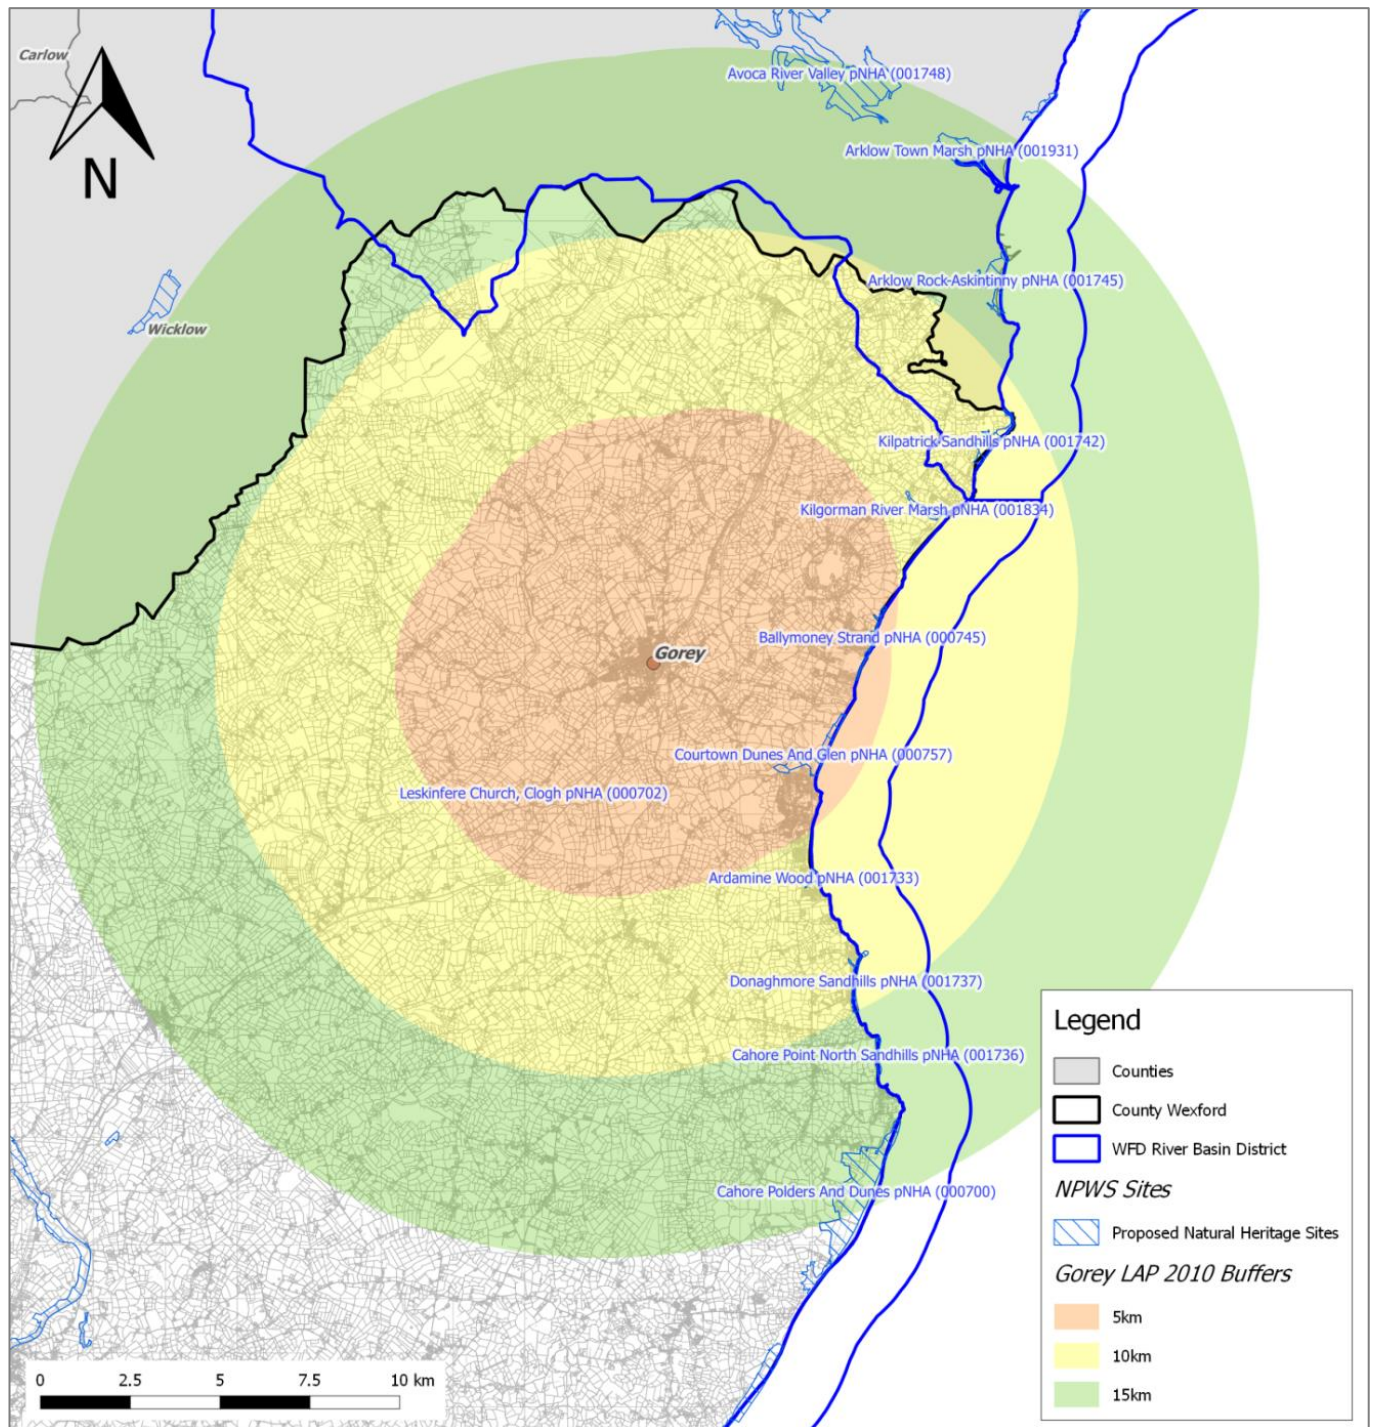 Carlow
Avoca River Valley pNHA (001748)
N
Arklow Town Marsh pNHA (001931)
Arklow Rock-Askintinny pNHA (001745)
Wicklow
Kilpatrick Sandhills pNHA (001742)
Kilgorman River Marsh pNHA (001834)
Ballymoney Strand pNHA (000745)
Gorey
Courtown Dunes And Glen pNHA (000757)
Leskinfere Church, Clogh pNHA (000702)
Ardamine Wood pNHA (001733)
Donaghmore Sandhills pNHA (001737)
Cahore Point North Sandhills pNHA (001736)
Cahore Polders And Dunes pNHA (000700)
Legend
Counties
County Wexford
WFD River Basin District
NPWS Sites
Proposed Natural Heritage Sites
Gorey LAP 2010 Buffers
5km
10km
15km
0 2.5 5 7.5 10 km